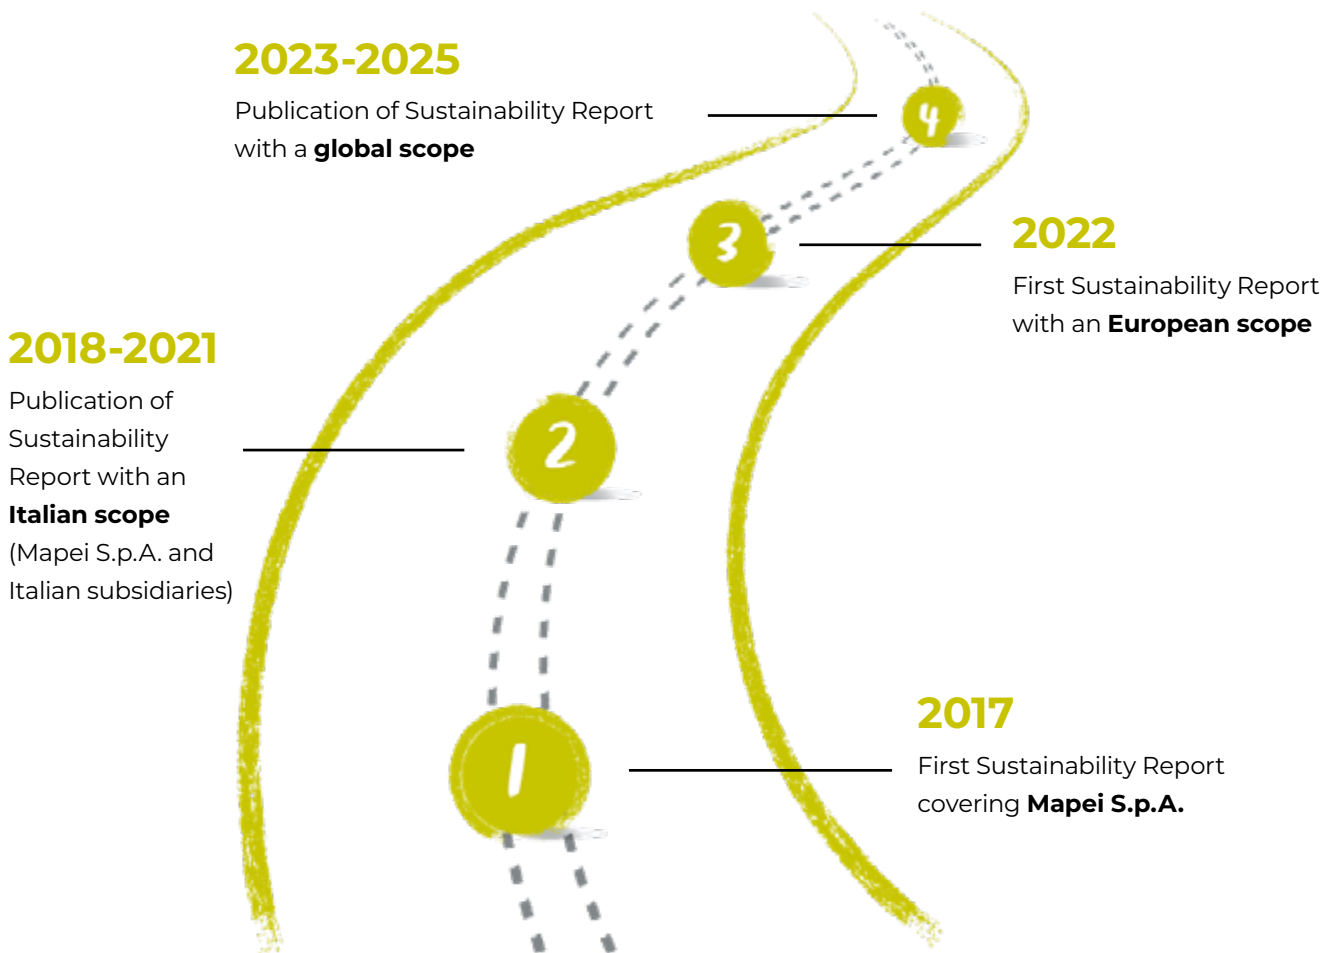 2023-2025
Publication of Sustainability Report
with a global scope
4
3
2022
First Sustainability Report
with an European scope
2018-2021
Publication of
Sustainability
Report with an
Italian scope
(Mapei S.p.A. and
Italian subsidiaries)
2
1
2017
First Sustainability Report
covering Mapei S.p.A.